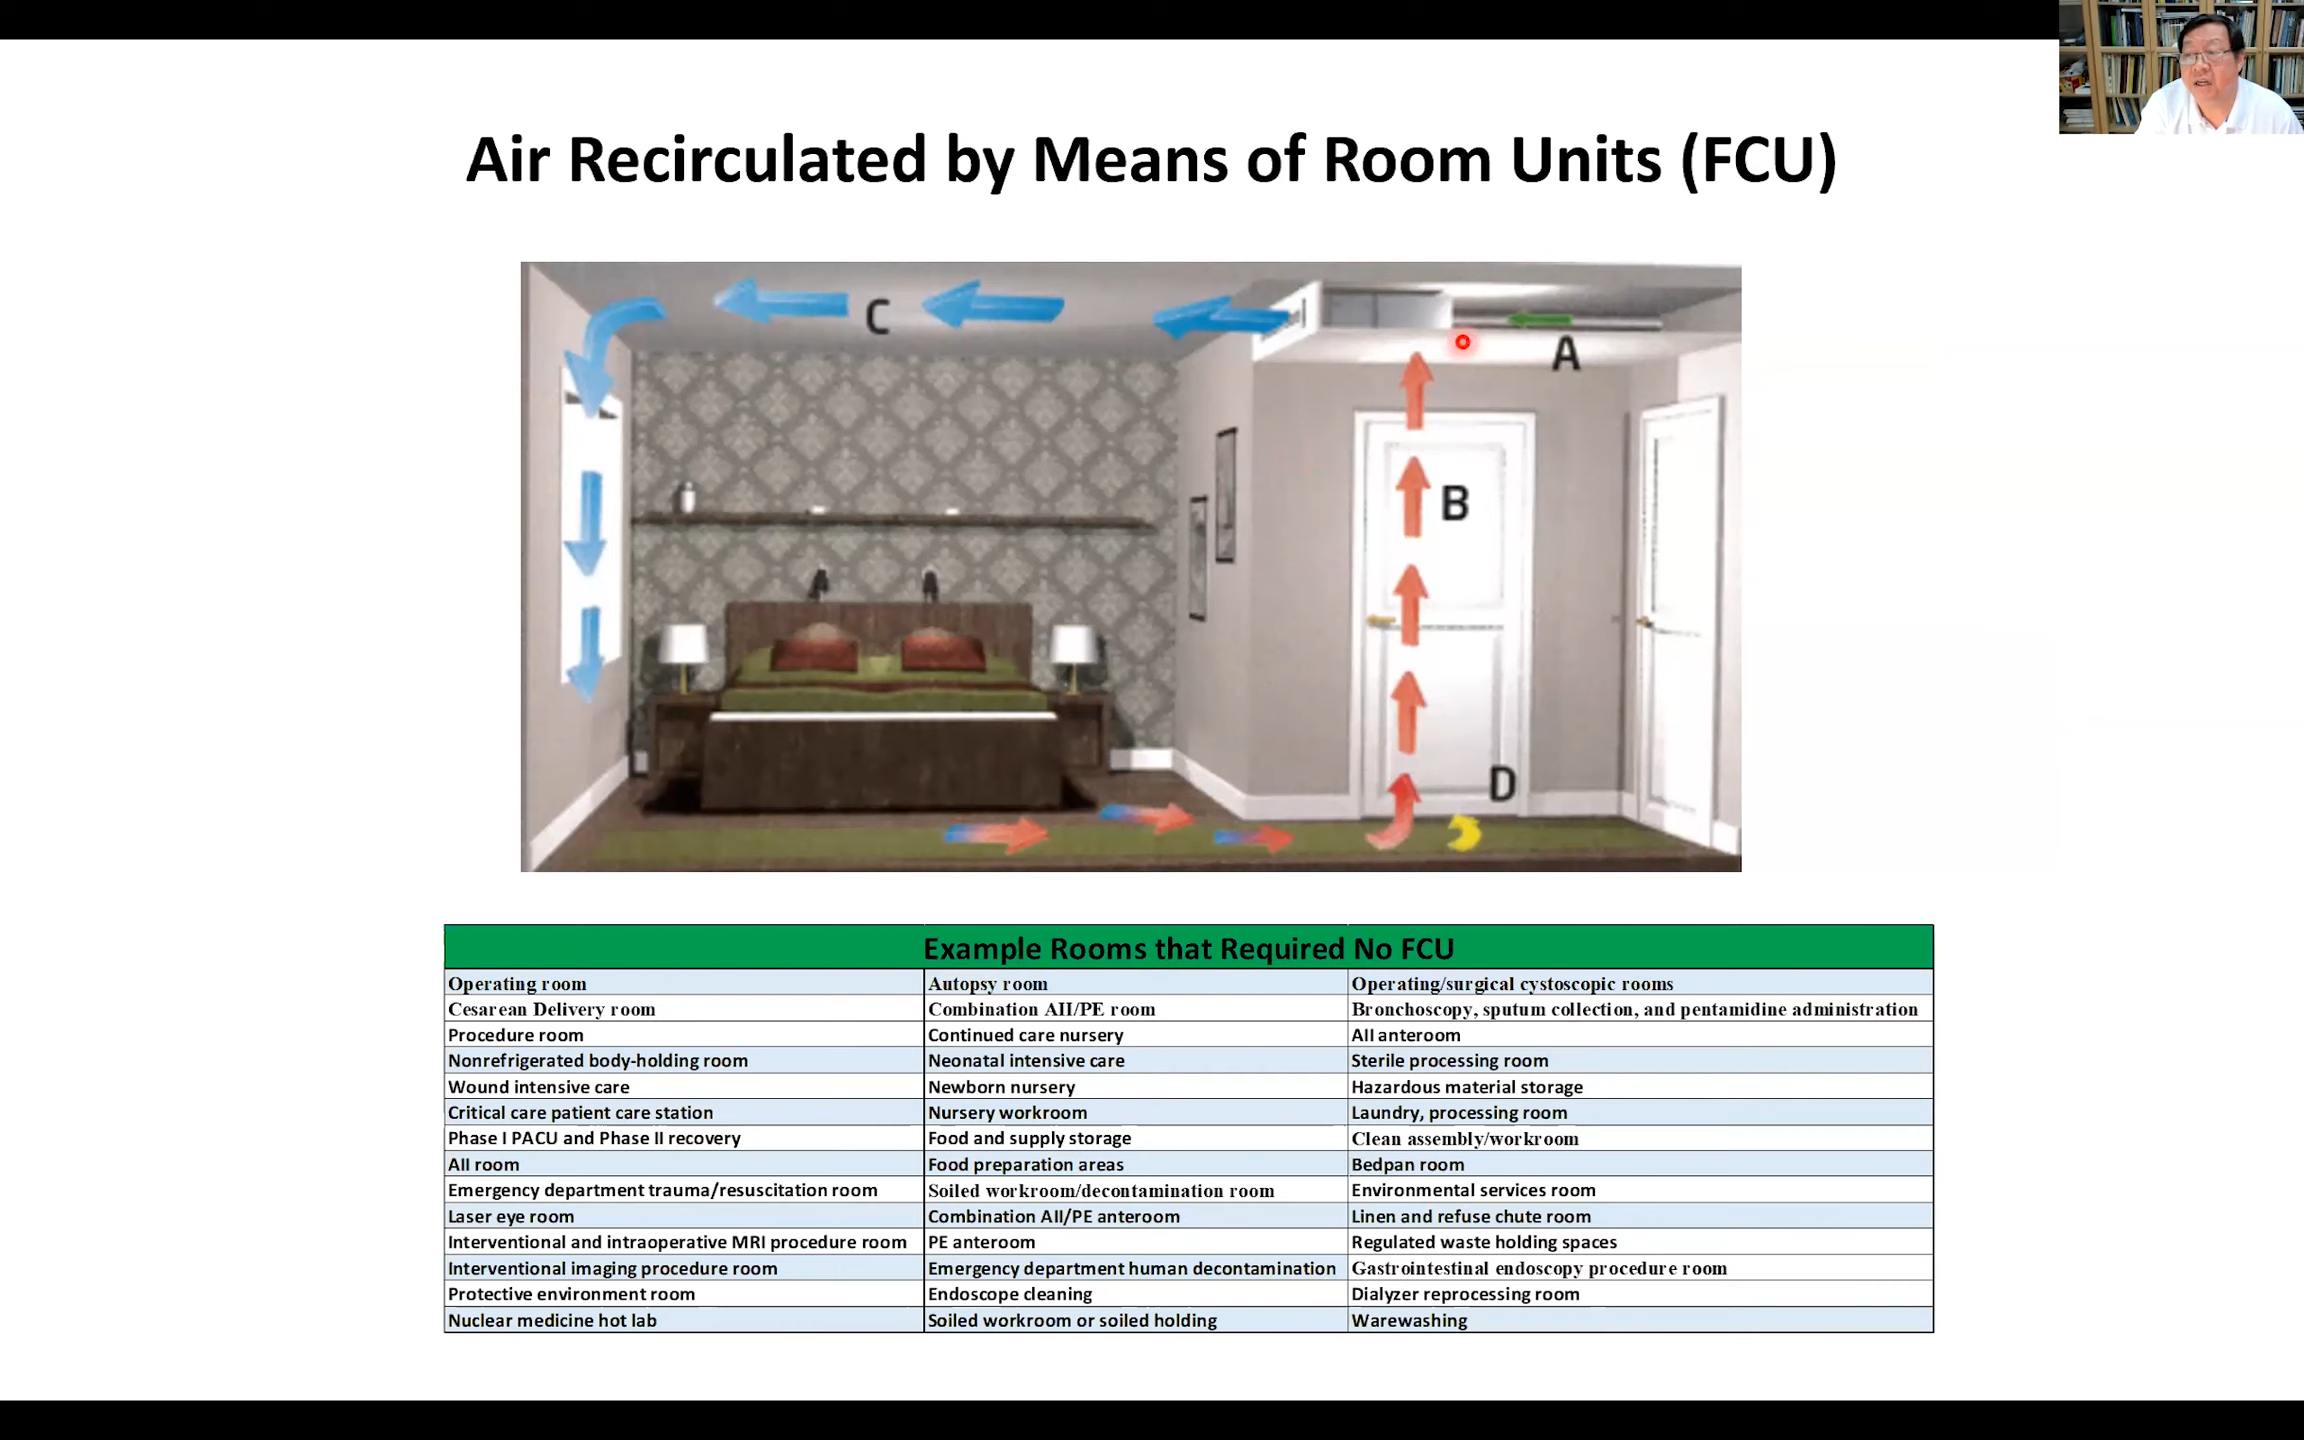 Air Recirculated by Means of Room Units (FCU)
C
A
B
D
Example Rooms that Required No FCU
Operating room
Autopsy room
Operating/surgical cystoscopic rooms
Cesarean Delivery room
Combination AII/PE room
Bronchoscopy, sputum collection, and pentamidine administration
Procedure room
Continued care nursery
AII anteroom
Nonrefrigerated body-holding room
Neonatal intensive care
Sterile processing room
Wound intensive care
Newborn nursery
Hazardous material storage
Critical care patient care station
Nursery workroom
Laundry, processing room
Phase I PACU and Phase II recovery
Food and supply storage
Clean assembly/workroom
AII room
Food preparation areas
Bedpan room
Emergency department trauma/resuscitation room
Soiled workroom/decontamination room
Environmental services room
Laser eye room
Combination AII/PE anteroom
Linen and refuse chute room
Interventional and intraoperative MRI procedure room
PE anteroom
Regulated waste holding spaces
Interventional imaging procedure room
Emergency department human decontamination
Gastrointestinal endoscopy procedure room
Protective environment room
Endoscope cleaning
Dialyzer reprocessing room
Nuclear medicine hot lab
Soiled workroom or soiled holding
Warewashing